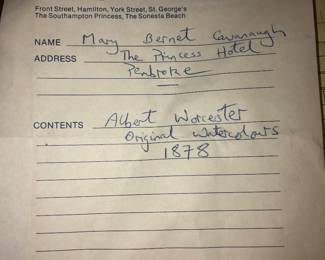 Front Street, Hamilton, York Street, St. George's
The Southampton Princess, The Sonesta Beach
NAME Mary Bernet Cavanaugh
ADDRESS The Princess Hotel
Pembroke
CONTENTS Albert Worcester
Original Watercolours
1878